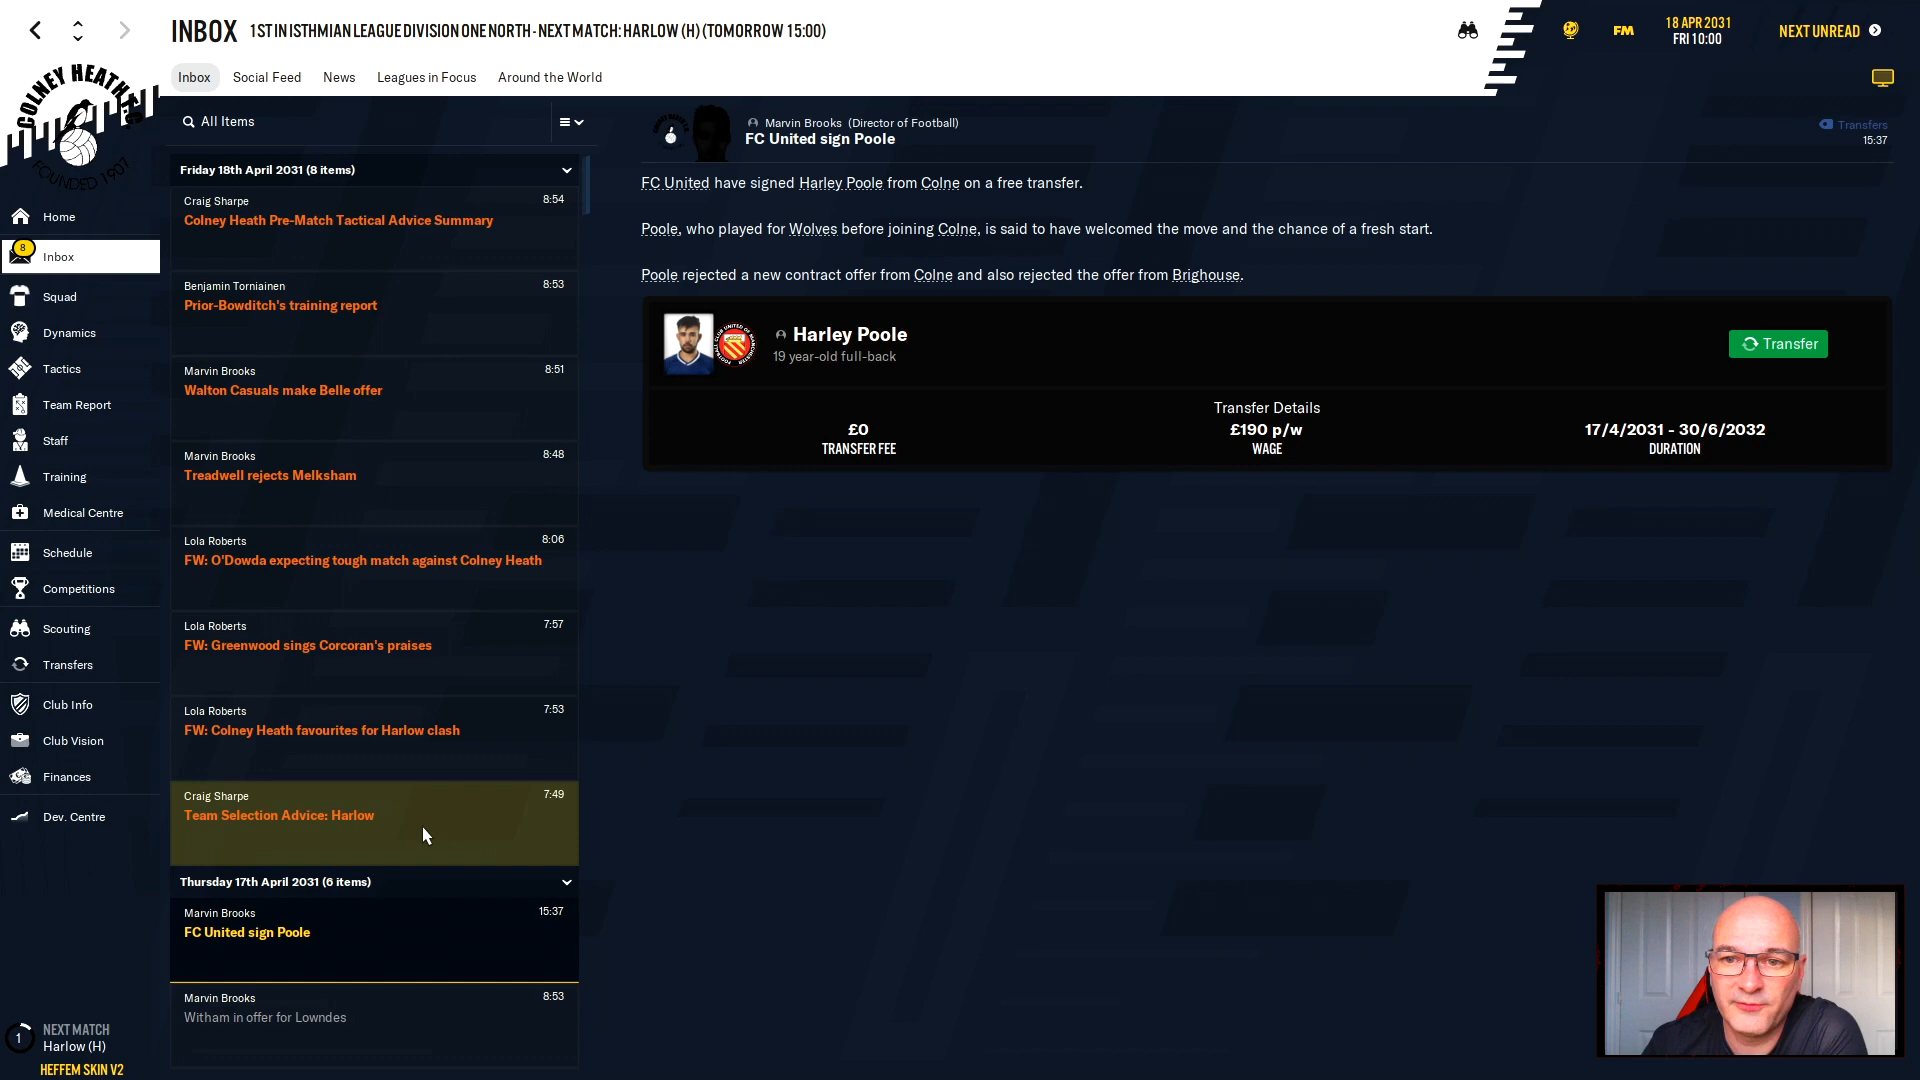 INBOX
1ST IN ISTHMIAN LEAGUE DIVISION ONE NORTH - NEXT MATCH: HARLOW (H) (TOMORROW 15:00)
FM
18 APR 2031
FRI 10:00
NEXT UNREAD
Inbox
Social Feed
News
Leagues in Focus
Around the World
COLNEY HEATH F.C
FOUNDED 1907
Home
8
Inbox
Squad
Dynamics
Tactics
Team Report
Staff
Training
Medical Centre
Schedule
Competitions
Scouting
Transfers
Club Info
Club Vision
Finances
Dev. Centre
1
NEXT MATCH
Harlow (H)
HEFFEM SKIN V2
All Items
Friday 18th April 2031 (8 items)
Craig Sharpe 8:54
Colney Heath Pre-Match Tactical Advice Summary
Benjamin Torniainen 8:53
Prior-Bowditch's training report
Marvin Brooks 8:51
Walton Casuals make Belle offer
Marvin Brooks 8:48
Treadwell rejects Melksham
Lola Roberts 8:06
FW: O'Dowda expecting tough match against Colney Heath
Lola Roberts 7:57
FW: Greenwood sings Corcoran's praises
Lola Roberts 7:53
FW: Colney Heath favourites for Harlow clash
Craig Sharpe 7:49
Team Selection Advice: Harlow
Thursday 17th April 2031 (6 items)
Marvin Brooks 15:37
FC United sign Poole
Marvin Brooks 8:53
Witham in offer for Lowndes
Marvin Brooks (Director of Football)
FC United sign Poole
Transfers
15:37
FC United have signed Harley Poole from Colne on a free transfer.
Poole, who played for Wolves before joining Colne, is said to have welcomed the move and the chance of a fresh start.
Poole rejected a new contract offer from Colne and also rejected the offer from Brighouse.
Harley Poole
19 year-old full-back
Transfer
Transfer Details
£0 £190 p/w 17/4/2031 - 30/6/2032
TRANSFER FEE WAGE DURATION